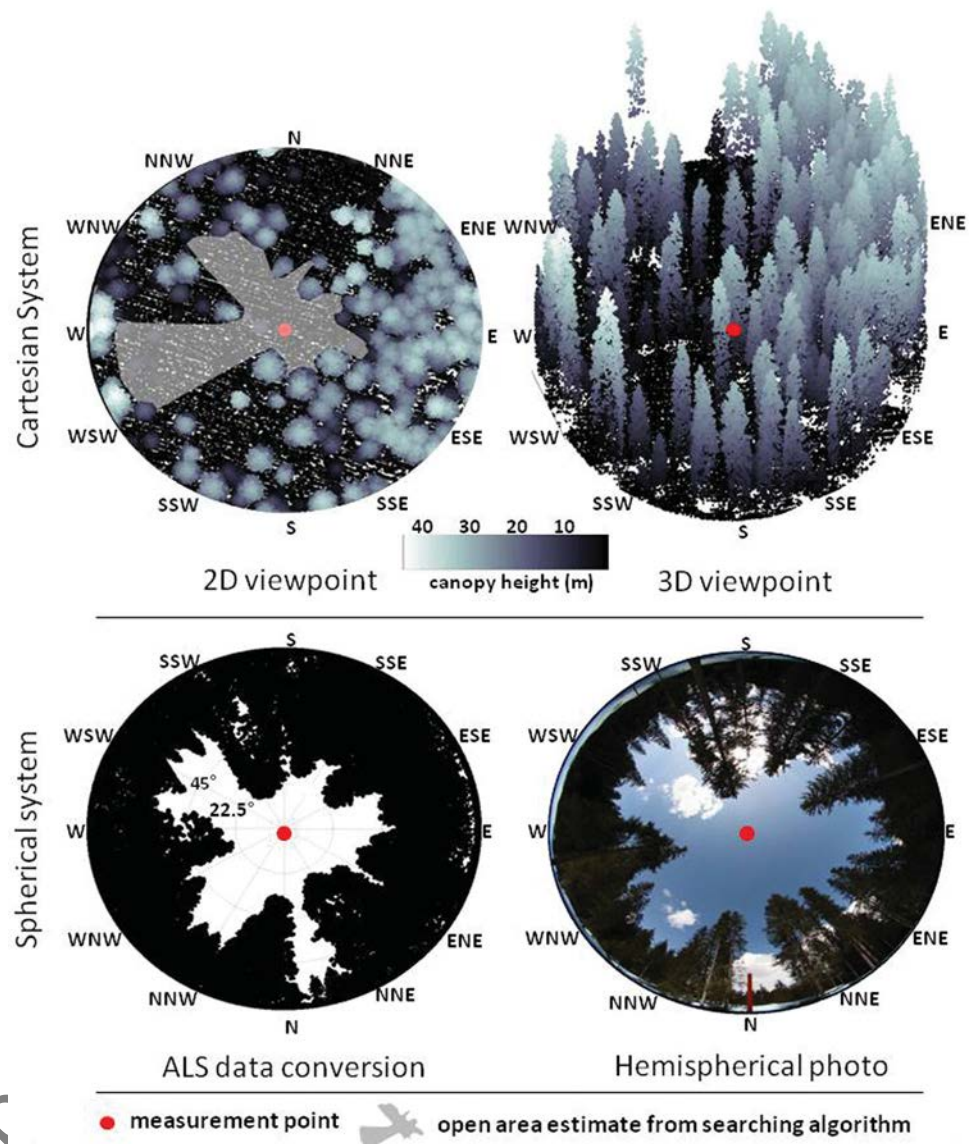 Cartesian System
N
NNW NNE
WNW ENE
W E
WSW ESE
SSW SSE
S
WNW ENE
W E
WSW ESE
SSW SSE
S
40 30 20 10
canopy height (m)
2D viewpoint
3D viewpoint
Spherical system
S
SSW SSE
WSW ESE
45°
22.5°
W E
WNW ENE
NNW NNE
N
S
SSW SSE
WSW ESE
W E
WNW ENE
NNW NNE
N
ALS data conversion
Hemispherical photo
measurement point
open area estimate from searching algorithm